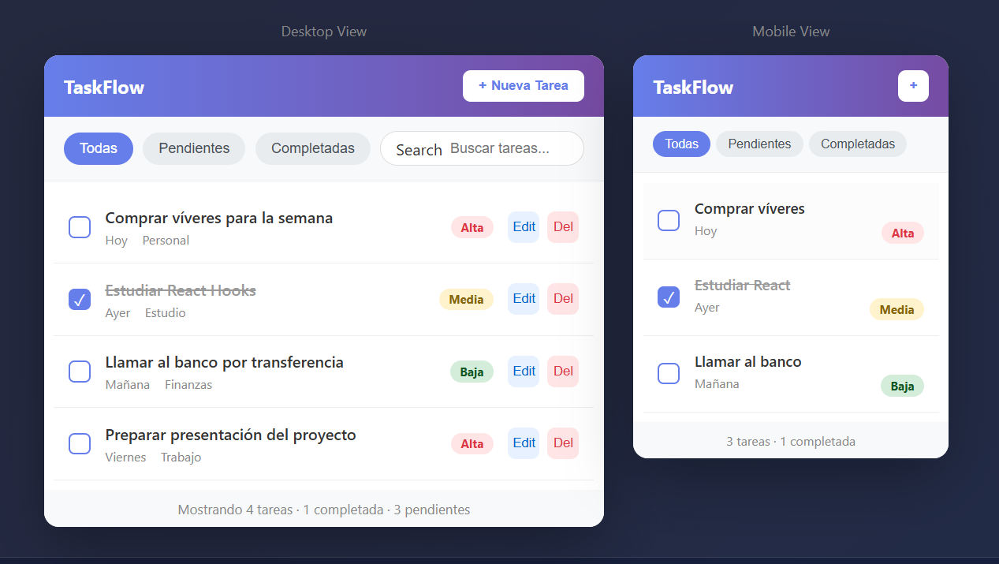 Desktop View
TaskFlow
+ Nueva Tarea
Todas
Pendientes
Completadas
Search Buscar tareas...
Comprar víveres para la semana
Alta
Edit
Del
Hoy Personal
Estudiar React Hooks
Media
Edit
Del
Ayer Estudio
Llamar al banco por transferencia
Baja
Edit
Del
Mañana Finanzas
Preparar presentación del proyecto
Alta
Edit
Del
Viernes Trabajo
Mostrando 4 tareas · 1 completada · 3 pendientes
Mobile View
TaskFlow
+
Todas
Pendientes
Completadas
Comprar víveres
Hoy
Alta
Estudiar React
Ayer
Media
Llamar al banco
Mañana
Baja
3 tareas · 1 completada